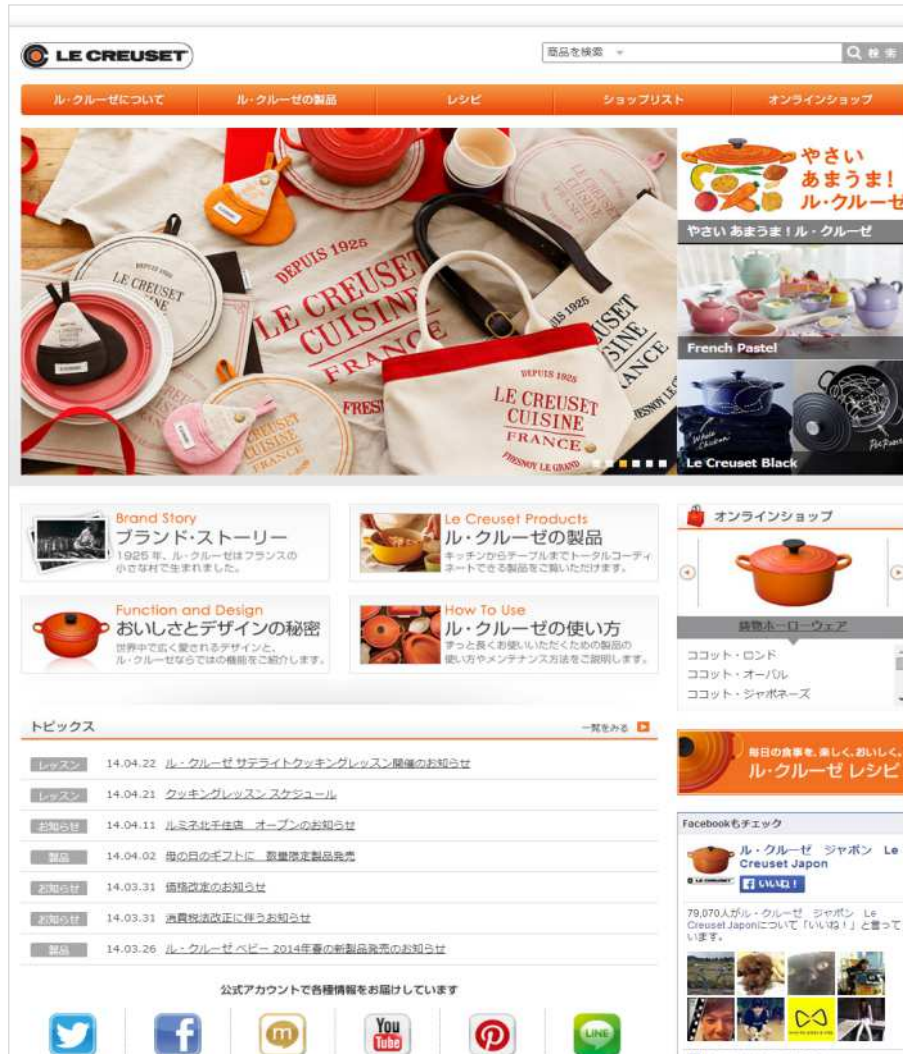 LE CREUSET
商品を検索
検索
ル・クルーゼについて
ル・クルーゼの製品
レシピ
ショップリスト
オンラインショップ
DEPUIS 1925
LE CREUSET
CUISINE
FRANCE
DEPUIS 1925
LE CREUSET
CUISINE
FRANCE
FRESNOY LE GRAND
やさい
あまうま!
ル・クルーゼ
やさい あまうま!ル・クルーゼ
French Pastel
Le Creuset Black
Brand Story
ブランド・ストーリー
1925年、ル・クルーゼはフランスの
小さな村で生まれました。
Le Creuset Products
ル・クルーゼの製品
キッチンからテーブルまでトータルコーディ
ネートできる製品をご覧いただけます。
Function and Design
おいしさとデザインの秘密
世界中で広く愛されるデザインと、
ル・クルーゼならではの機能をご紹介します。
How To Use
ル・クルーゼの使い方
ずっと長くお使いいただくための製品の
使い方やメンテナンス方法をご説明します。
オンラインショップ
鋳物ホーローウェア
ココット・ロンド
ココット・オーバル
ココット・ジャポネーズ
トピックス
一覧をみる
レッスン 14.04.22 ル・クルーゼ サテライトクッキングレッスン開催のお知らせ
レッスン 14.04.21 クッキングレッスン スケジュール
お知らせ 14.04.11 ルミネ北千住店 オープンのお知らせ
製品 14.04.02 母の日のギフトに 数量限定製品発売
お知らせ 14.03.31 価格改定のお知らせ
お知らせ 14.03.31 消費税法改正に伴うお知らせ
製品 14.03.26 ル・クルーゼ ベビー 2014年春の新製品発売のお知らせ
毎日の食事を、楽しく、おいしく。
ル・クルーゼ レシピ
Facebookもチェック
ル・クルーゼ ジャポン Le
Creuset Japon
いいね!
79,070人がル・クルーゼ ジャポン Le
Creuset Japonについて「いいね!」と言って
います。
公式アカウントで各種情報をお届けしています
You
Tube
LINE